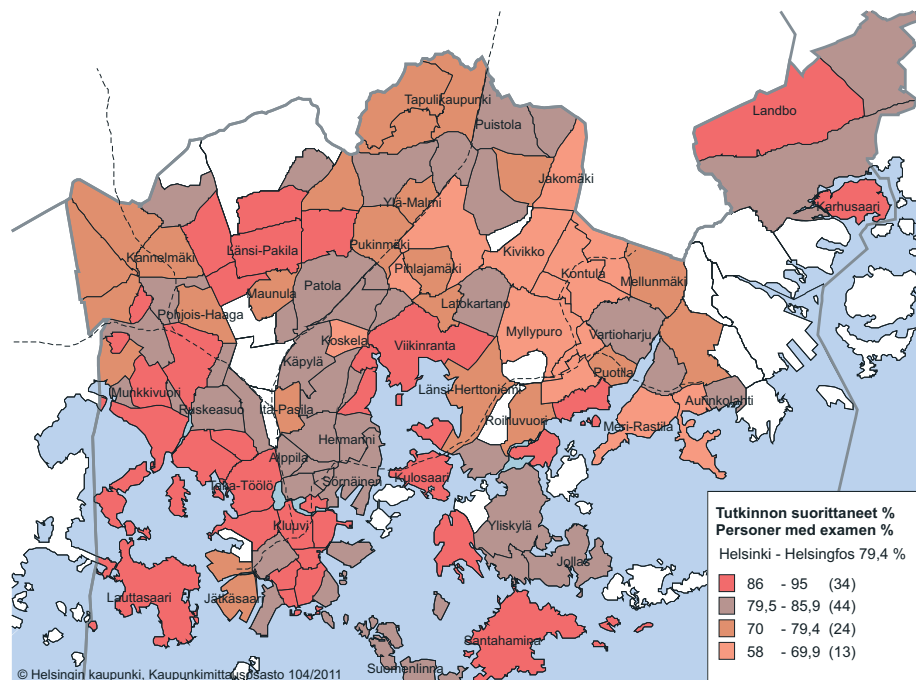 Tapulikaupunki
Puistola
Landbo
Jakomäki
Ylä-Malmi
Karhusaari
Länsi-Pakila
Pukinmäki
Kivikko
Kannelmäki
Pihlajamäki
Kontula
Mellunmäki
Maunula
Patola
Latokartano
Pohjois-Haaga
Koskela
Viikinranta
Myllypuro
Vartioharju
Käpylä
Länsi-Herttoniemi
Puotila
Munkkivuori
Ruskeasuo
Itä-Pasila
Roihuvuori
Aurinkolahti
Meri-Rastila
Hermanni
Alppila
Taka-Töölö
Sörnäinen
Kulosaari
Kluuvi
Yliskylä
Jollas
Lauttasaari
Jätkäsaari
Santahamina
Suomenlinna
Tutkinnon suorittaneet %
Personer med examen %
Helsinki - Helsingfos 79,4 %
86 - 95 (34)
79,5 - 85,9 (44)
70 - 79,4 (24)
58 - 69,9 (13)
© Helsingin kaupunki, Kaupunkimittausosasto 104/2011